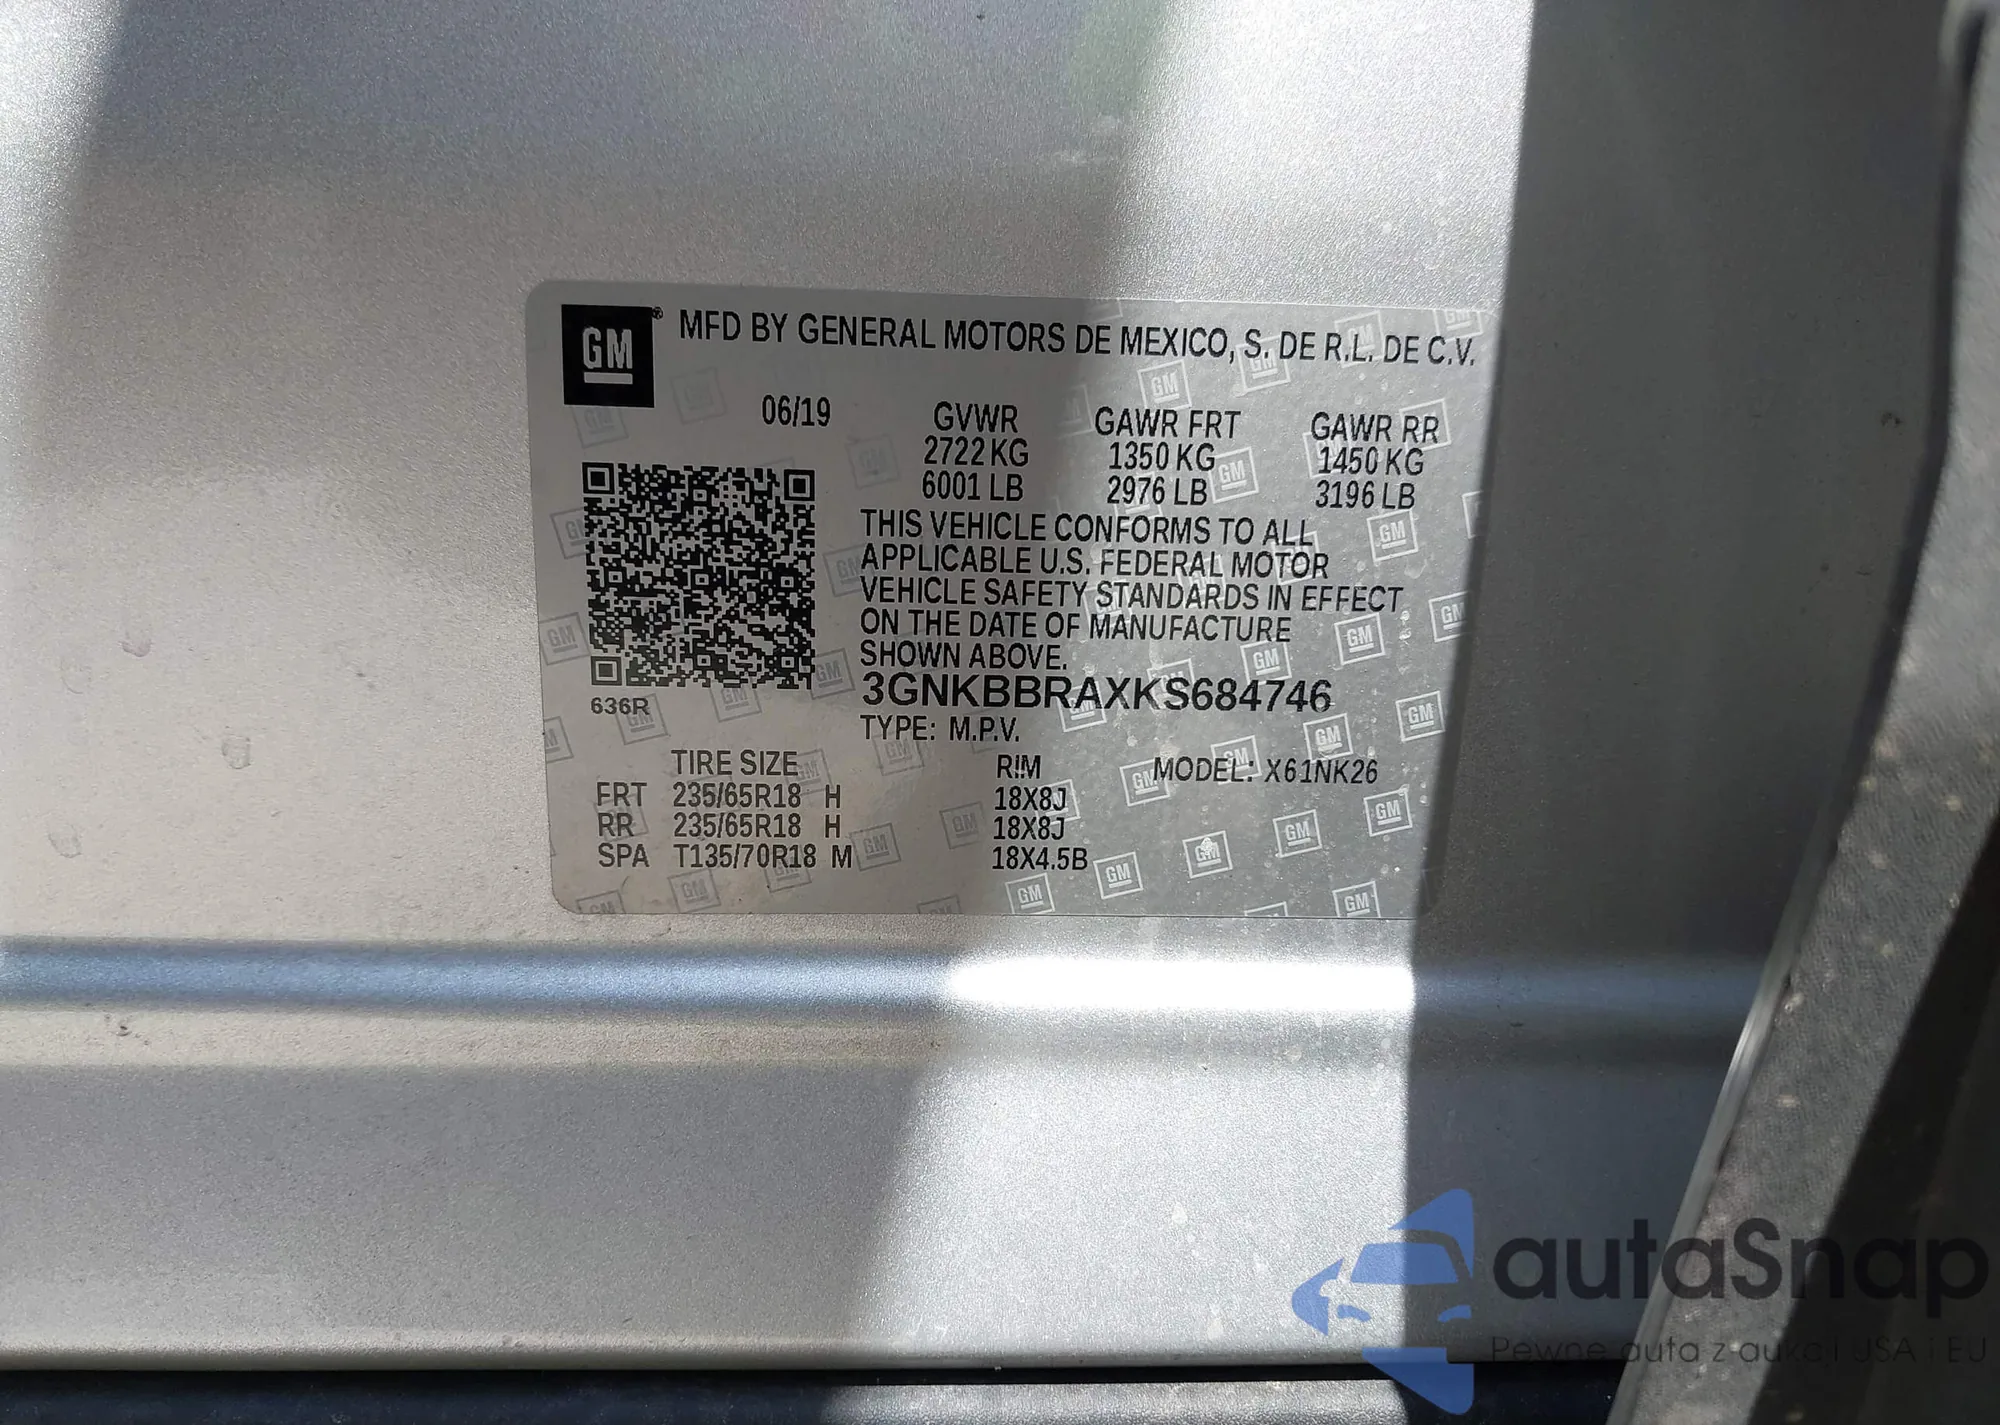 GM
MFD BY GENERAL MOTORS DE MEXICO, S. DE R.L. DE C.V.
06/19 GVWR GAWR FRT GAWR RR
2722 KG 1350 KG 1450 KG
6001 LB 2976 LB 3196 LB
THIS VEHICLE CONFORMS TO ALL
APPLICABLE U.S. FEDERAL MOTOR
VEHICLE SAFETY STANDARDS IN EFFECT
ON THE DATE OF MANUFACTURE
SHOWN ABOVE.
636R
3GNKBBRAXKS684746
TYPE: M.P.V.
TIRE SIZE RIM MODEL: X61NK26
FRT 235/65R18 H 18X8J
RR 235/65R18 H 18X8J
SPA T135/70R18 M 18X4.5B
autaSnap
Pewne auta z aukcji USA i EU